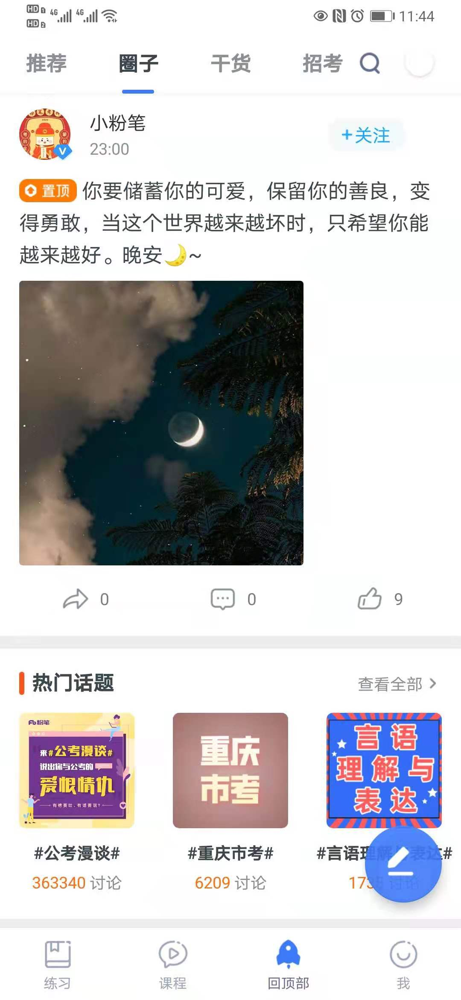 HD 1 4G 4G
HD 2
11:44
推荐 圈子 干货 招考
小粉笔
23:00
+关注
置顶 你要储蓄你的可爱，保留你的善良，变
得勇敢，当这个世界越来越坏时，只希望你能
越来越好。晚安🌙~
0 0 9
热门话题
查看全部 >
粉笔
来#公考漫谈#
说出你与公考的
爱恨情仇
有槽要吐、有话要说?
重庆
市考
言语
理解与
表达
#公考漫谈# #重庆市考# #言语理解与表达#
363340 讨论 6209 讨论 1735 讨论
练习 课程 回顶部 我